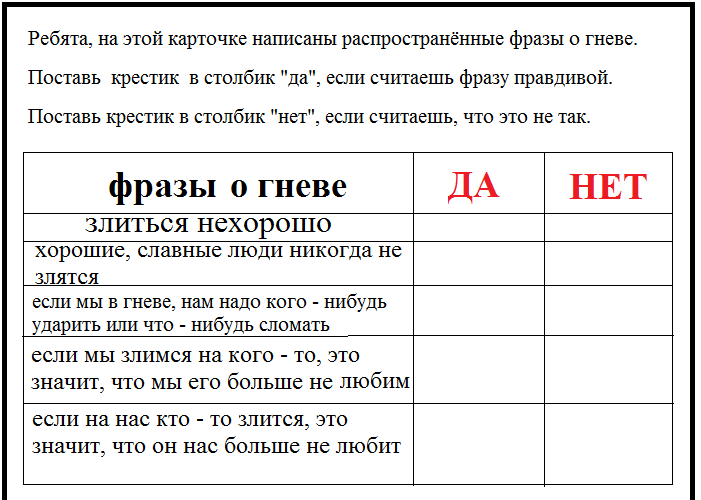 Ребята, на этой карточке написаны распространённые фразы о гневе.
Поставь крестик в столбик "да", если считаешь фразу правдивой.
Поставь крестик в столбик "нет", если считаешь, что это не так.
фразы о гневе ДА НЕТ
злиться нехорошо
хорошие, славные люди никогда не
злятся
если мы в гневе, нам надо кого - нибудь
ударить или что - нибудь сломать
если мы злимся на кого - то, это
значит, что мы его больше не любим
если на нас кто - то злится, это
значит, что он нас больше не любит